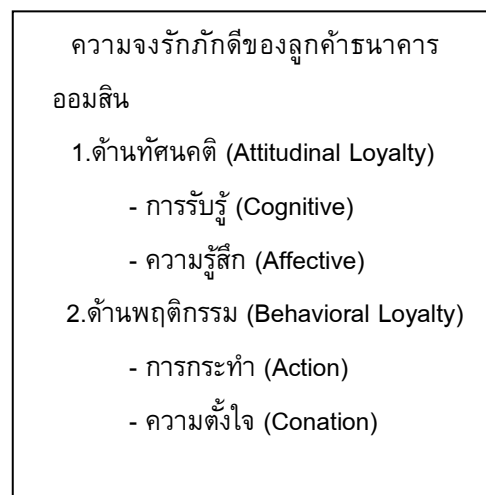 ความจงรักภักดีของลูกค้าธนาคาร
ออมสิน
1.ด้านทัศนคติ (Attitudinal Loyalty)
- การรับรู้ (Cognitive)
- ความรู้สึก (Affective)
2.ด้านพฤติกรรม (Behavioral Loyalty)
- การกระทำ (Action)
- ความตั้งใจ (Conation)